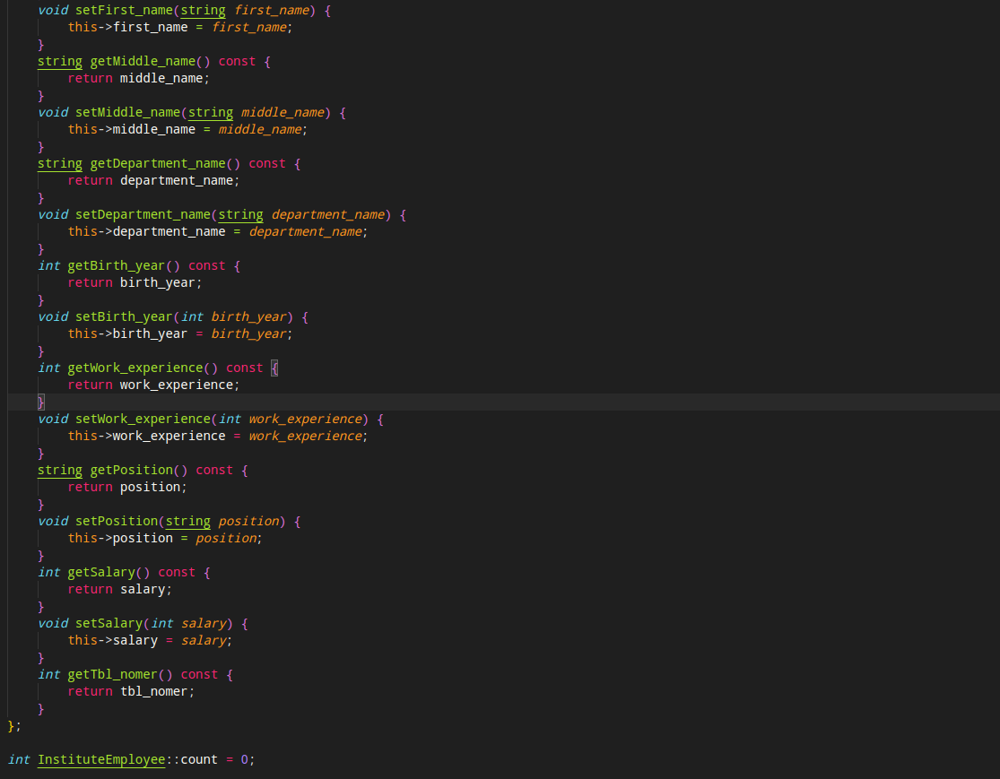 void setFirst_name(string first_name) {
this->first_name = first_name;
}
string getMiddle_name() const {
return middle_name;
}
void setMiddle_name(string middle_name) {
this->middle_name = middle_name;
}
string getDepartment_name() const {
return department_name;
}
void setDepartment_name(string department_name) {
this->department_name = department_name;
}
int getBirth_year() const {
return birth_year;
}
void setBirth_year(int birth_year) {
this->birth_year = birth_year;
}
int getWork_experience() const {
return work_experience;
}
void setWork_experience(int work_experience) {
this->work_experience = work_experience;
}
string getPosition() const {
return position;
}
void setPosition(string position) {
this->position = position;
}
int getSalary() const {
return salary;
}
void setSalary(int salary) {
this->salary = salary;
}
int getTbl_nomer() const {
return tbl_nomer;
}
};
int InstituteEmployee::count = 0;